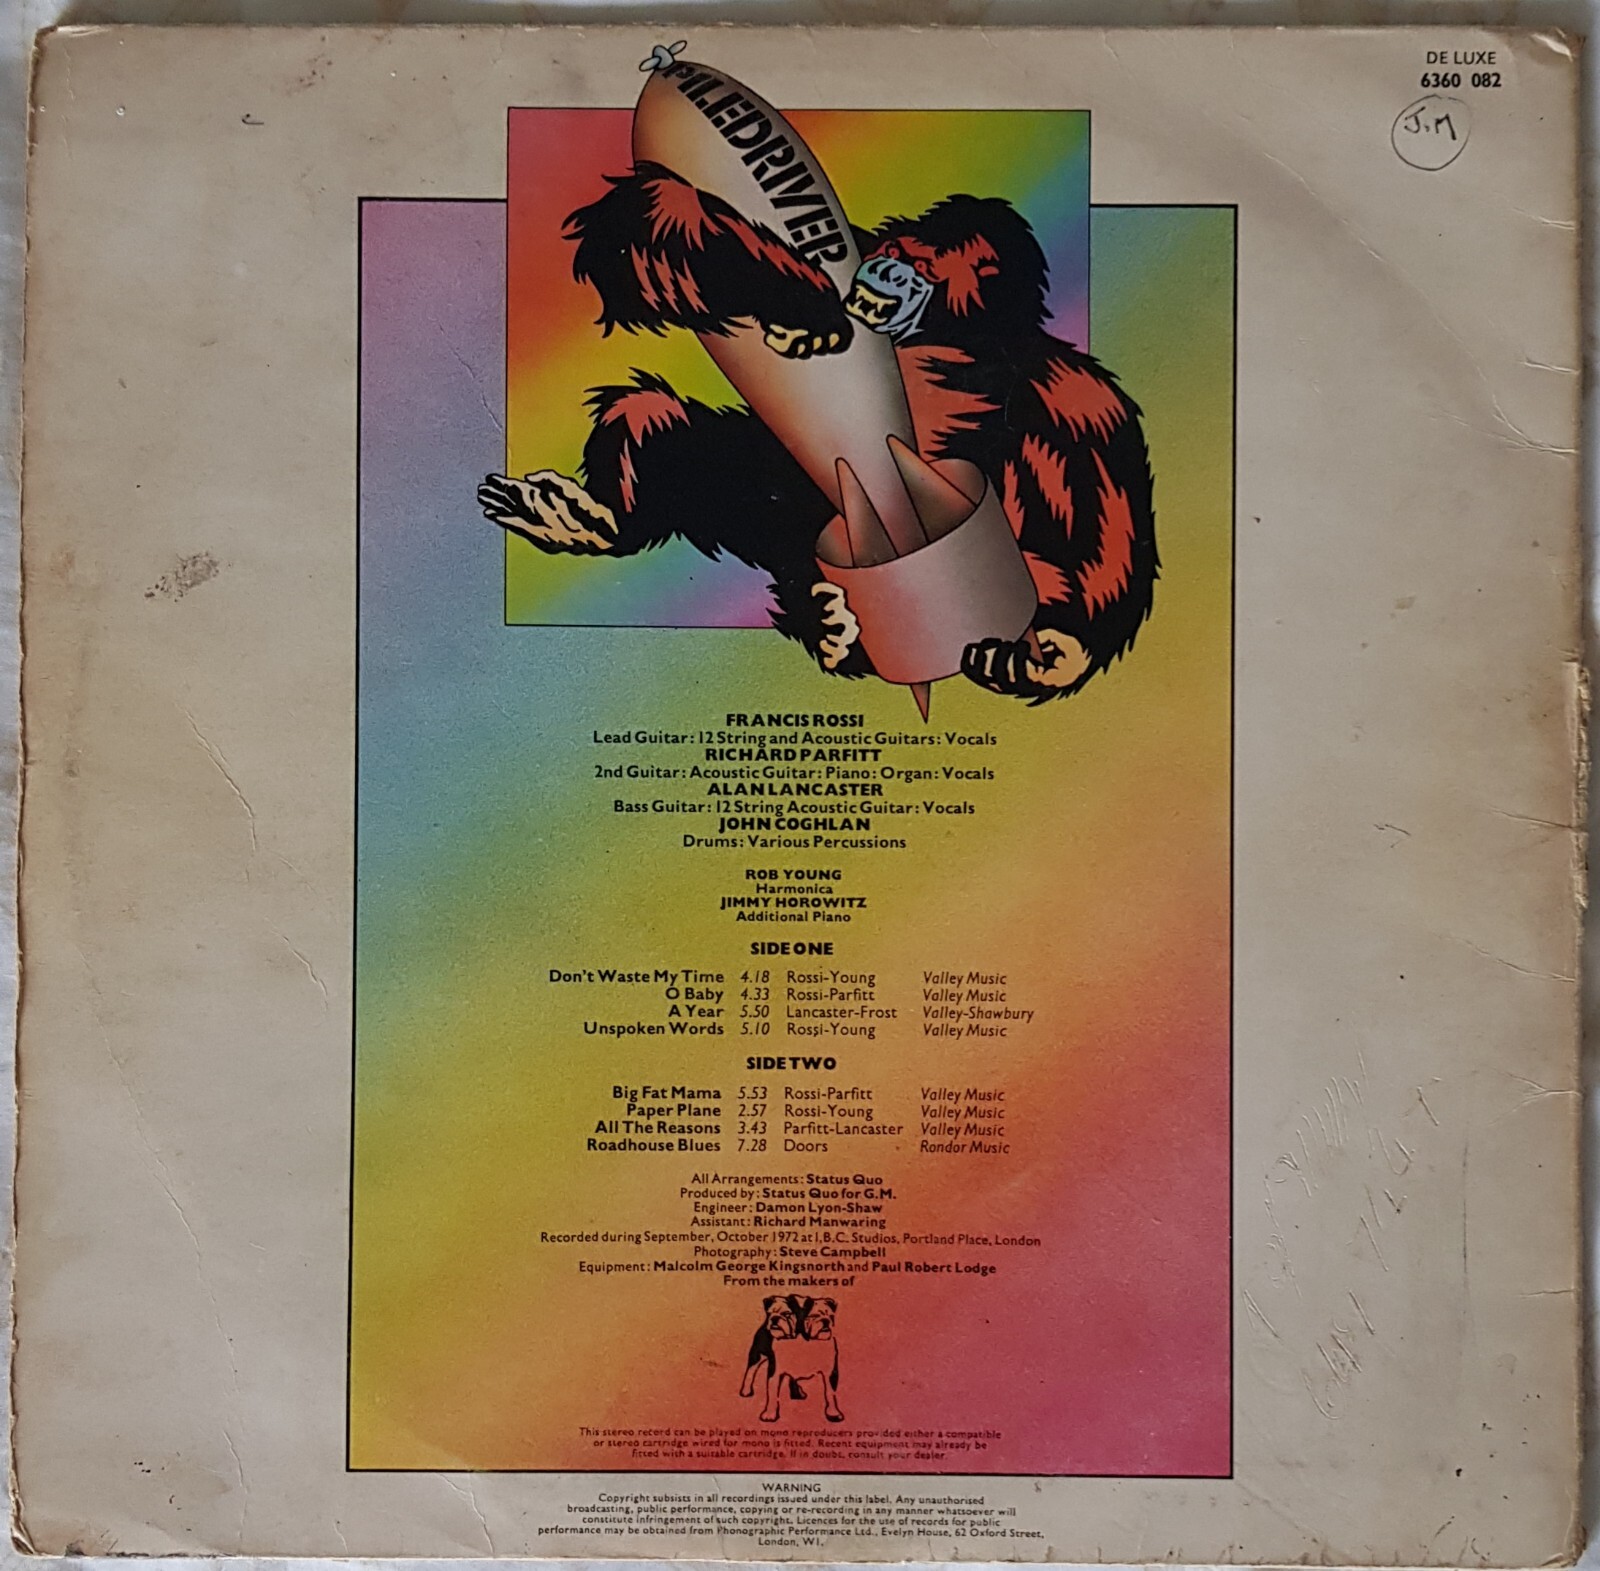 DE LUXE
6360 082
J.M
PILEDRIVER
FRANCIS ROSSI
Lead Guitar: 12 String and Acoustic Guitars: Vocals
RICHARD PARFITT
2nd Guitar: Acoustic Guitar: Piano: Organ: Vocals
ALAN LANCASTER
Bass Guitar: 12 String Acoustic Guitar: Vocals
JOHN COGHLAN
Drums: Various Percussions
ROB YOUNG
Harmonica
JIMMY HOROWITZ
Additional Piano
SIDE ONE
Don't Waste My Time 4.18 Rossi-Young Valley Music
O Baby 4.33 Rossi-Parfitt Valley Music
A Year 5.50 Lancaster-Frost Valley-Shawbury
Unspoken Words 5.10 Rossi-Young Valley Music
SIDE TWO
Big Fat Mama 5.53 Rossi-Parfitt Valley Music
Paper Plane 2.57 Rossi-Young Valley Music
All The Reasons 3.43 Parfitt-Lancaster Valley Music
Roadhouse Blues 7.28 Doors Rondor Music
All Arrangements: Status Quo
Produced by: Status Quo for G.M.
Engineer: Damon Lyon-Shaw
Assistant: Richard Manwaring
Recorded during September, October 1972 at I.B.C. Studios, Portland Place, London
Photography: Steve Campbell
Equipment: Malcolm George Kingsnorth and Paul Robert Lodge
From the makers of
This stereo record can be played on mono reproducers provided either a compatible
or stereo cartridge wired for mono is fitted. Recent equipment may already be
fitted with a suitable cartridge. If in doubt, consult your dealer.
WARNING
Copyright subsists in all recordings issued under this label. Any unauthorised
broadcasting, public performance, copying or re-recording in any manner whatsoever will
constitute infringement of such copyright. Licences for the use of records for public
performance may be obtained from Phonographic Performance Ltd., Evelyn House, 62 Oxford Street,
London, W1.